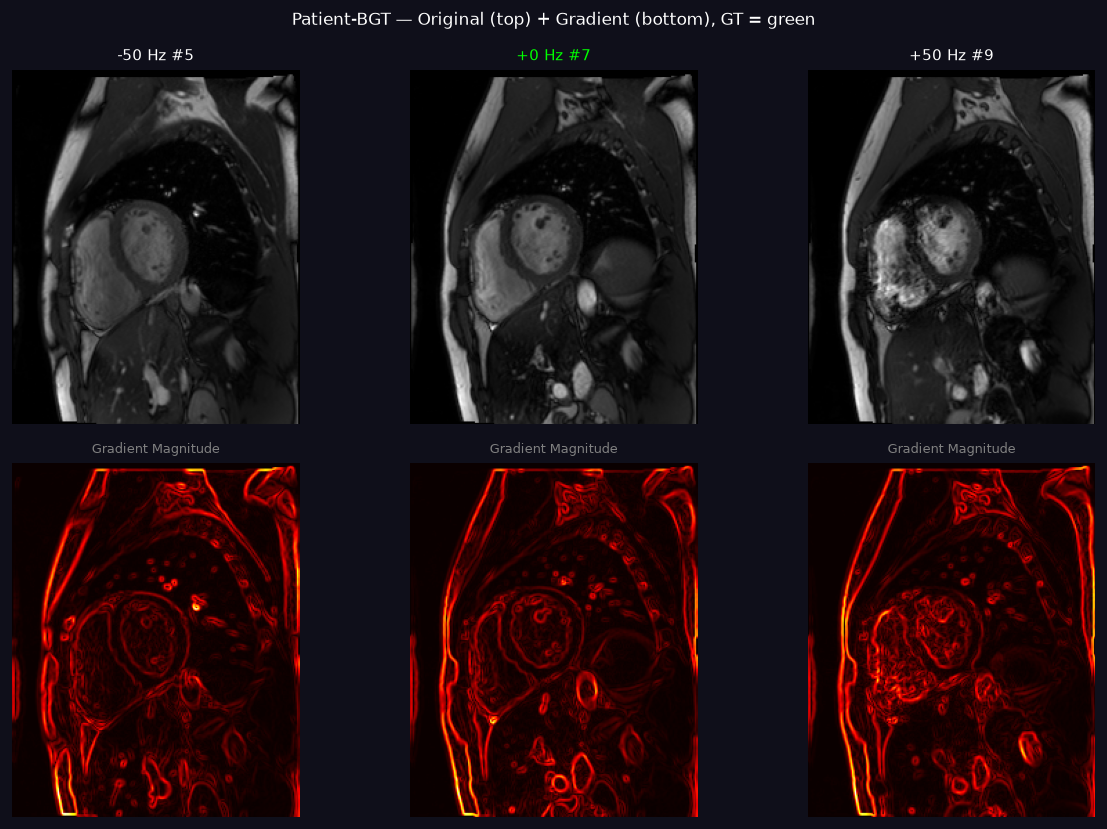 Patient-BGT — Original (top) + Gradient (bottom), GT = green
-50 Hz #5
+0 Hz #7
+50 Hz #9
Gradient Magnitude
Gradient Magnitude
Gradient Magnitude